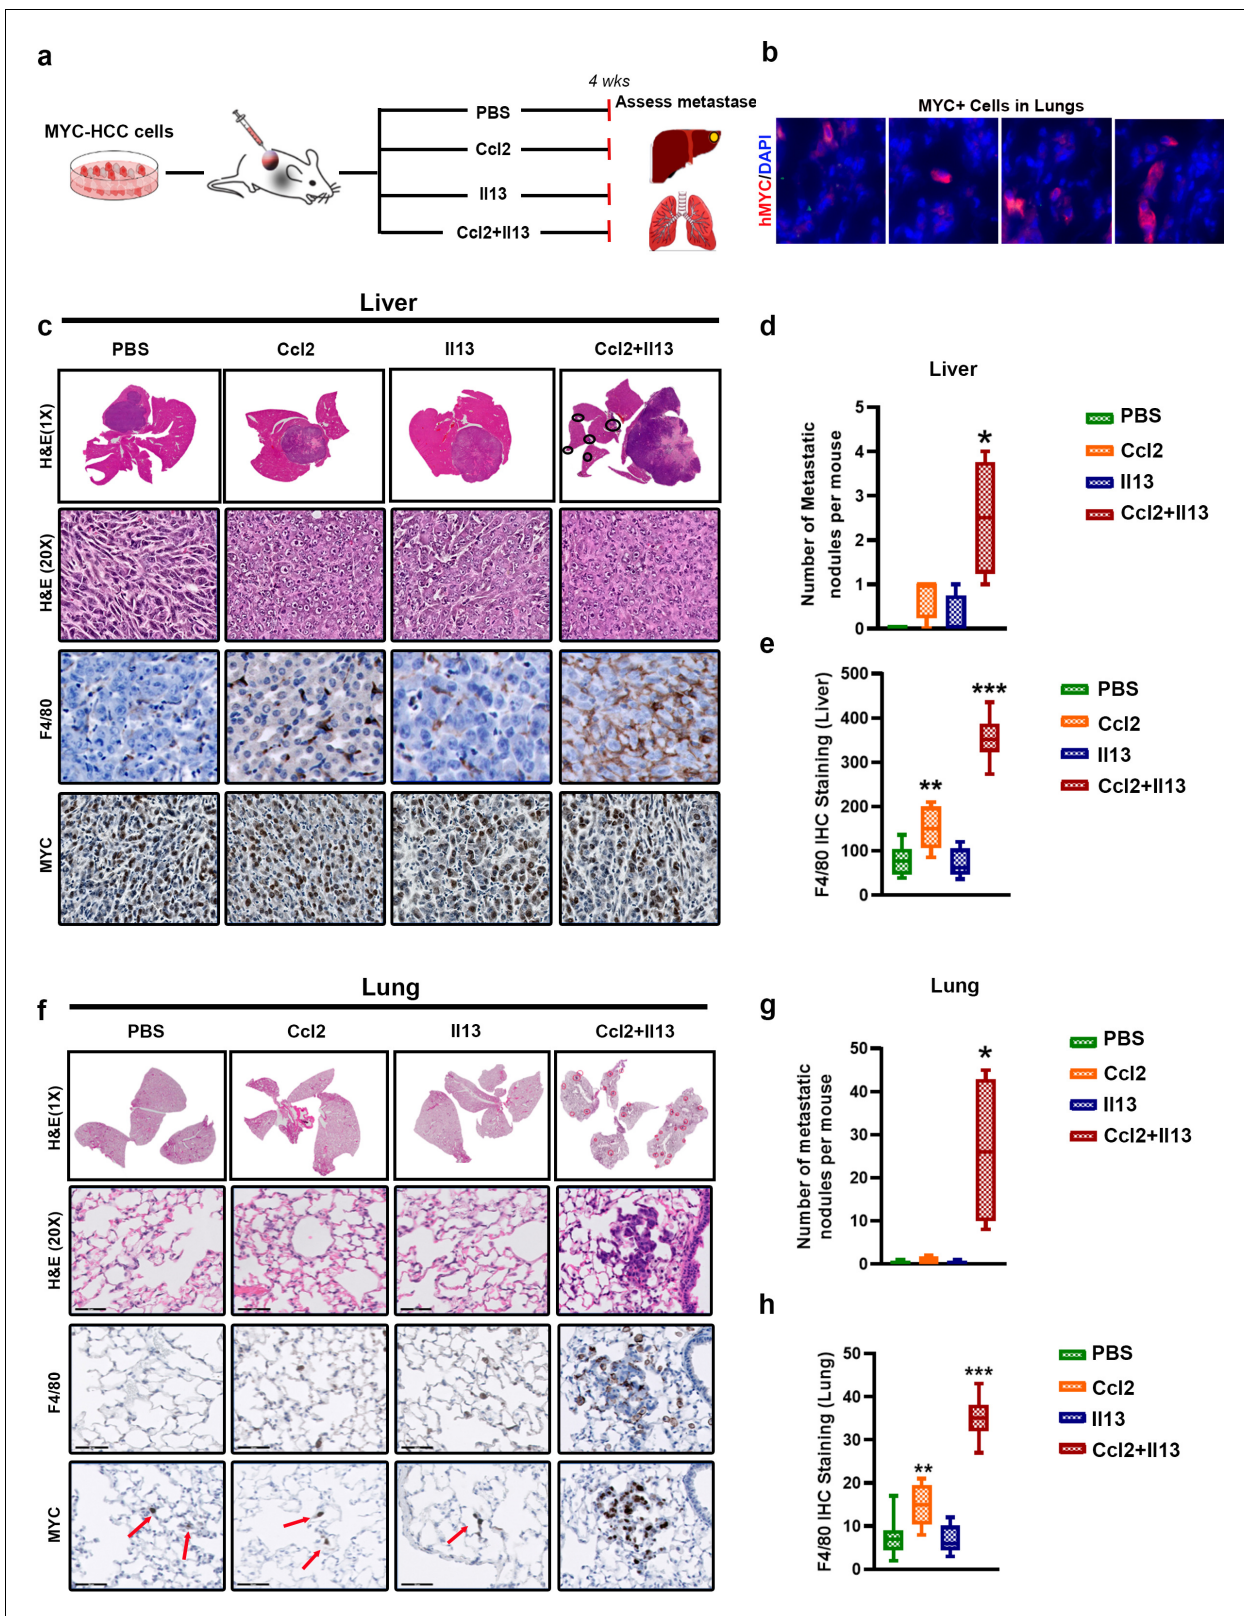 a
MYC-HCC cells
PBS
Ccl2
Il13
Ccl2+Il13
4 wks
Assess metastase
b
MYC+ Cells in Lungs
hMYC/DAPI
c
Liver
PBS
Ccl2
Il13
Ccl2+Il13
H&E(1X)
H&E (20X)
F4/80
MYC
d
Liver
Number of Metastatic
nodules per mouse
5
4
3
2
1
0
*
PBS
Ccl2
Il13
Ccl2+Il13
e
F4/80 IHC Staining (Liver)
500
400
300
200
100
0
**
***
PBS
Ccl2
Il13
Ccl2+Il13
f
Lung
PBS
Ccl2
Il13
Ccl2+Il13
H&E(1X)
H&E (20X)
F4/80
MYC
g
Lung
Number of metastatic
nodules per mouse
50
40
30
20
10
0
*
PBS
Ccl2
Il13
Ccl2+Il13
h
F4/80 IHC Staining (Lung)
50
40
30
20
10
0
**
***
PBS
Ccl2
Il13
Ccl2+Il13